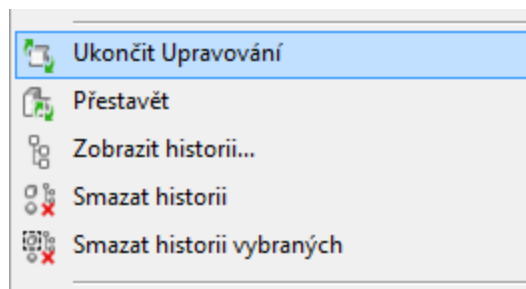 Ukončit Upravování
Přestavět
Zobrazit historii...
Smazat historii
Smazat historii vybraných